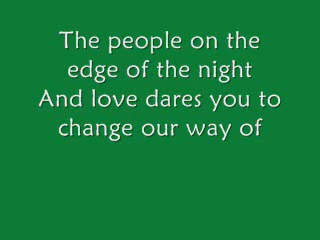 The people on the
edge of the night
And love dares you to
change our way of